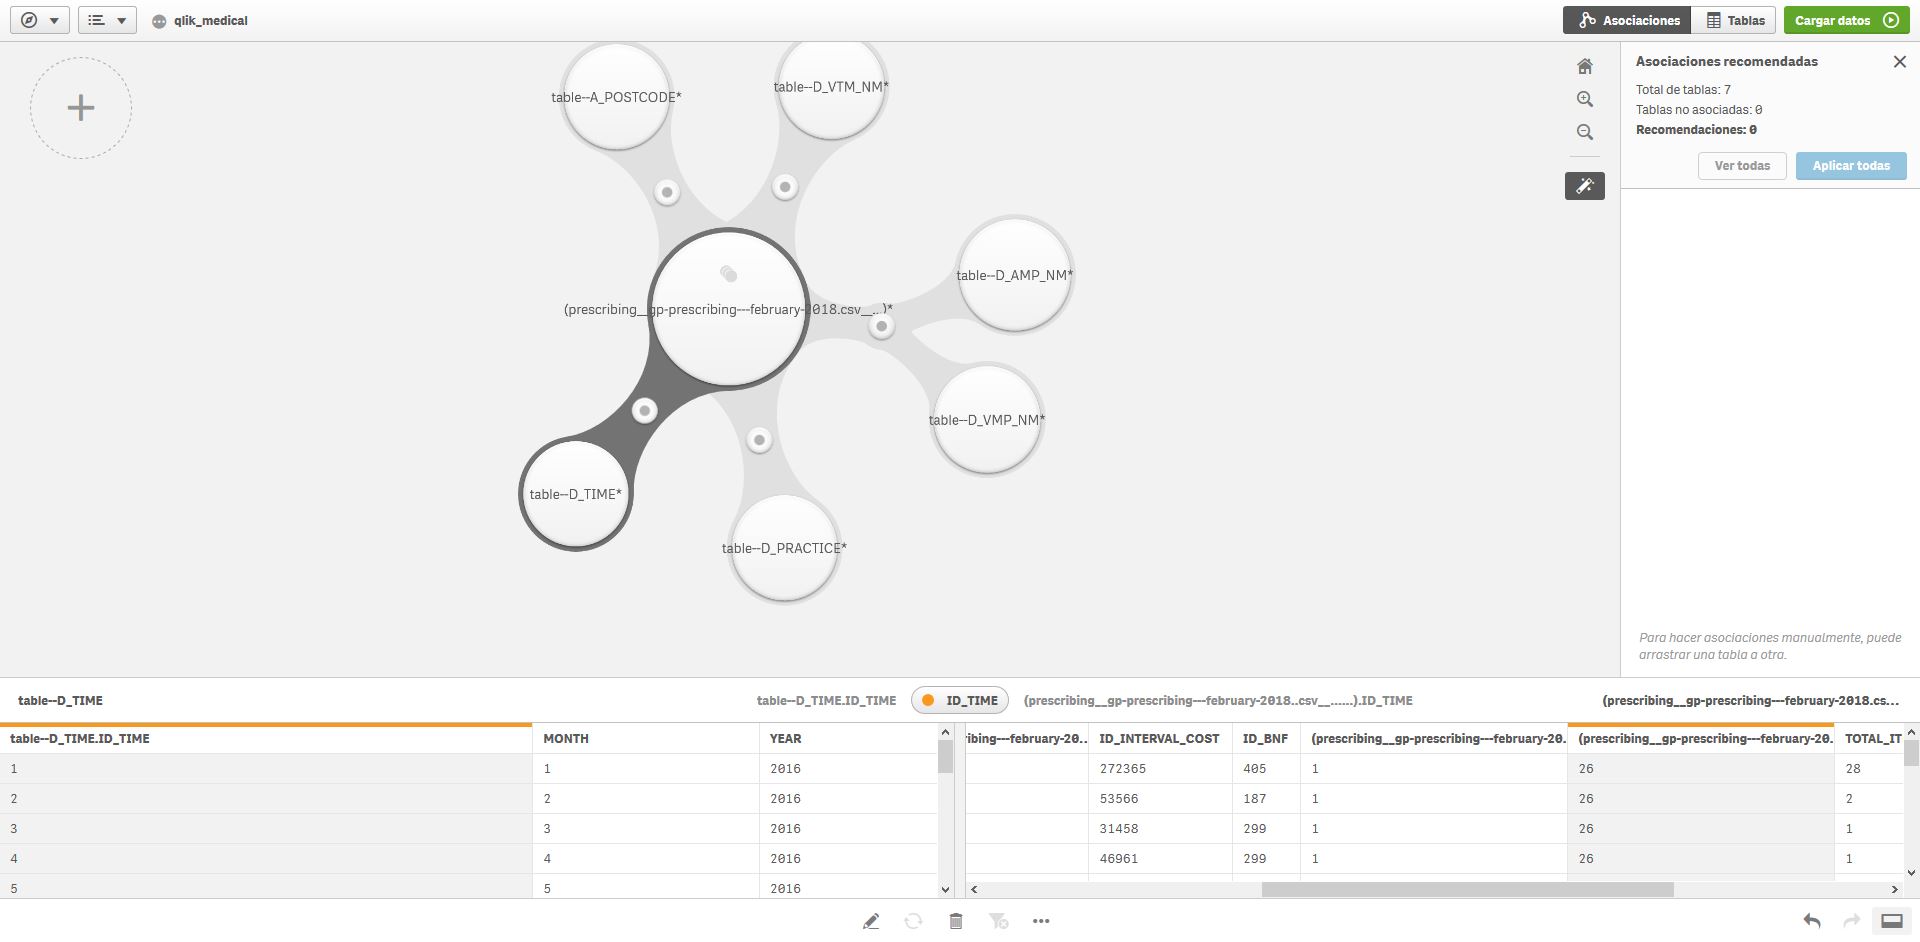 qlik_medical
Asociaciones
Tablas
Cargar datos
table--A_POSTCODE*
table--D_VTM_NM*
table--D_AMP_NM*
(prescribing__gp-prescribing---february-2018.csv__...)*
table--D_VMP_NM*
table--D_TIME*
table--D_PRACTICE*
Asociaciones recomendadas
Total de tablas: 7
Tablas no asociadas: 0
Recomendaciones: 0
Ver todas
Aplicar todas
Para hacer asociaciones manualmente, puede
arrastrar una tabla a otra.
table--D_TIME
table--D_TIME.ID_TIME
ID_TIME
(prescribing__gp-prescribing---february-2018..csv__......).ID_TIME
(prescribing__gp-prescribing---february-2018.cs...
table--D_TIME.ID_TIME MONTH YEAR
1 1 2016
2 2 2016
3 3 2016
4 4 2016
5 5 2016
ibing---february-20.. ID_INTERVAL_COST ID_BNF (prescribing__gp-prescribing---february-20. (prescribing__gp-prescribing---february-20. TOTAL_IT
272365 405 1 26 28
53566 187 1 26 2
31458 299 1 26 1
46961 299 1 26 1